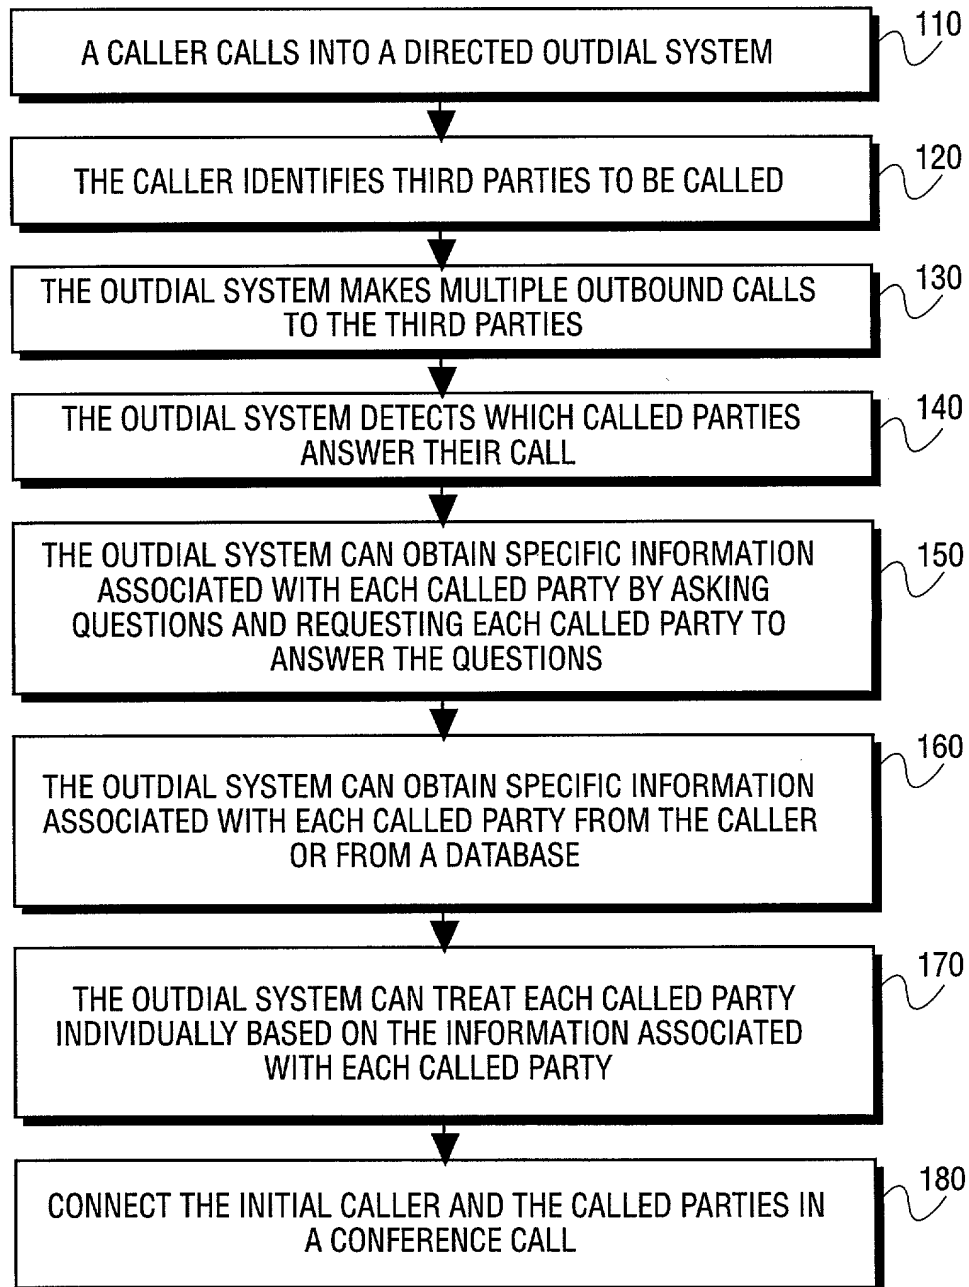 A CALLER CALLS INTO A DIRECTED OUTDIAL SYSTEM
110
THE CALLER IDENTIFIES THIRD PARTIES TO BE CALLED
120
THE OUTDIAL SYSTEM MAKES MULTIPLE OUTBOUND CALLS
TO THE THIRD PARTIES
130
THE OUTDIAL SYSTEM DETECTS WHICH CALLED PARTIES
ANSWER THEIR CALL
140
THE OUTDIAL SYSTEM CAN OBTAIN SPECIFIC INFORMATION
ASSOCIATED WITH EACH CALLED PARTY BY ASKING
QUESTIONS AND REQUESTING EACH CALLED PARTY TO
ANSWER THE QUESTIONS
150
THE OUTDIAL SYSTEM CAN OBTAIN SPECIFIC INFORMATION
ASSOCIATED WITH EACH CALLED PARTY FROM THE CALLER
OR FROM A DATABASE
160
THE OUTDIAL SYSTEM CAN TREAT EACH CALLED PARTY
INDIVIDUALLY BASED ON THE INFORMATION ASSOCIATED
WITH EACH CALLED PARTY
170
CONNECT THE INITIAL CALLER AND THE CALLED PARTIES IN
A CONFERENCE CALL
180